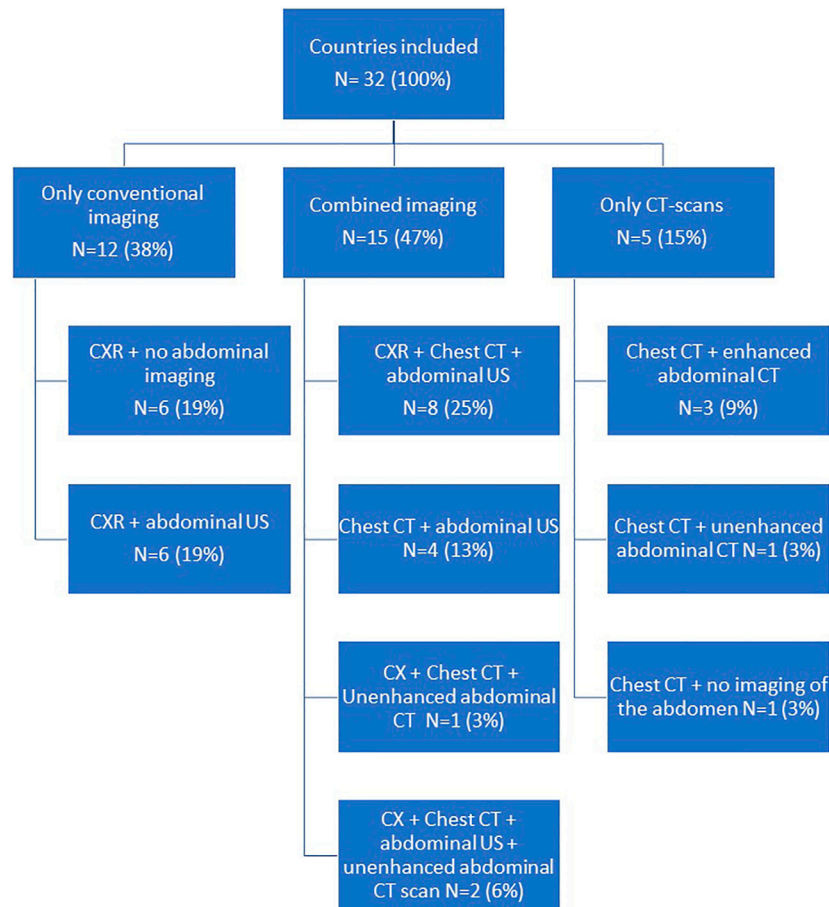 Countries included
N= 32 (100%)
Only conventional
imaging
N=12 (38%)
Combined imaging
N=15 (47%)
Only CT-scans
N=5 (15%)
CXR + no abdominal
imaging
N=6 (19%)
CXR + abdominal US
N=6 (19%)
CXR + Chest CT +
abdominal US
N=8 (25%)
Chest CT + abdominal US
N=4 (13%)
CX + Chest CT +
Unenhanced abdominal
CT N=1 (3%)
CX + Chest CT +
abdominal US +
unenhanced abdominal
CT scan N=2 (6%)
Chest CT + enhanced
abdominal CT
N=3 (9%)
Chest CT + unenhanced
abdominal CT N=1 (3%)
Chest CT + no imaging of
the abdomen N=1 (3%)